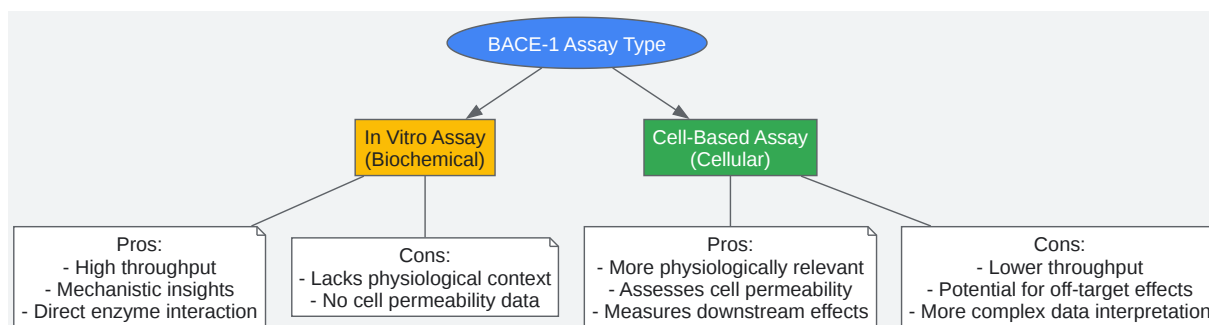 BACE-1 Assay Type
In Vitro Assay
(Biochemical)
Cell-Based Assay
(Cellular)
Pros:
- High throughput
- Mechanistic insights
- Direct enzyme interaction
Cons:
- Lacks physiological context
- No cell permeability data
Pros:
- More physiologically relevant
- Assesses cell permeability
- Measures downstream effects
Cons:
- Lower throughput
- Potential for off-target effects
- More complex data interpretation